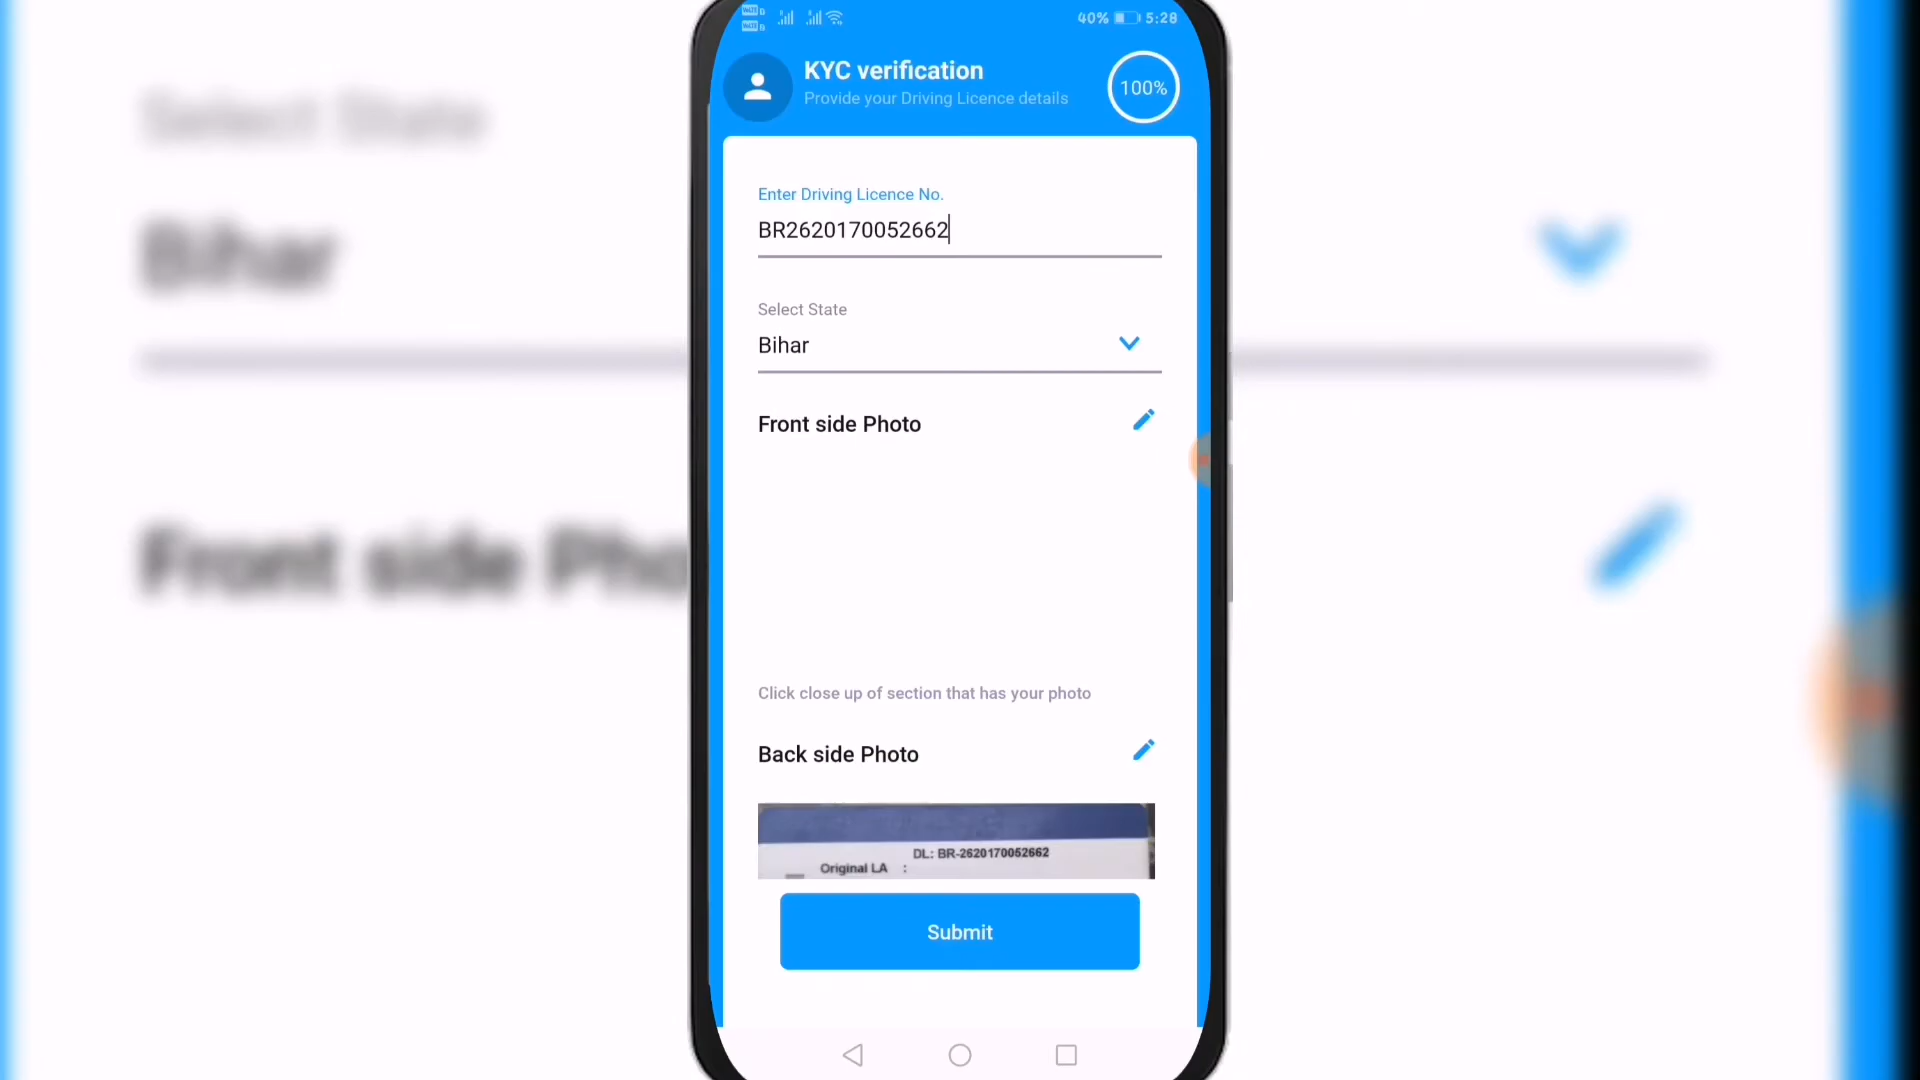 40% 5:28
KYC verification
Provide your Driving Licence details
100%
Enter Driving Licence No.
BR2620170052662
Select State
Bihar
Front side Photo
Click close up of section that has your photo
Back side Photo
DL: BR-2620170052662
Original LA :
Submit
Select State
Bihar
Front side Pho